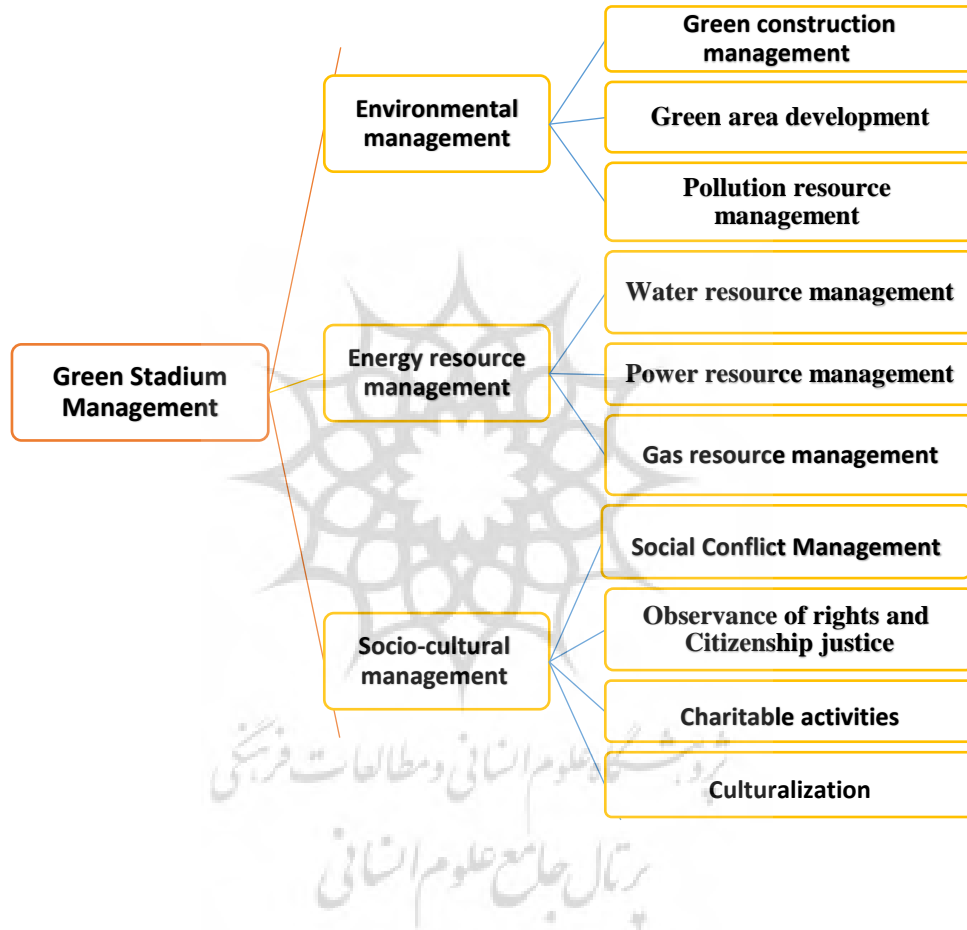 Green Stadium
Management
Environmental
management
Green construction
management
Green area development
Pollution resource
management
Energy resource
management
Water resource management
Power resource management
Gas resource management
Socio-cultural
management
Social Conflict Management
Observance of rights and
Citizenship justice
Charitable activities
Culturalization
پژوهشگاه علوم انسانی و مطالعات فرهنگی
پرتال جامع علوم انسانی